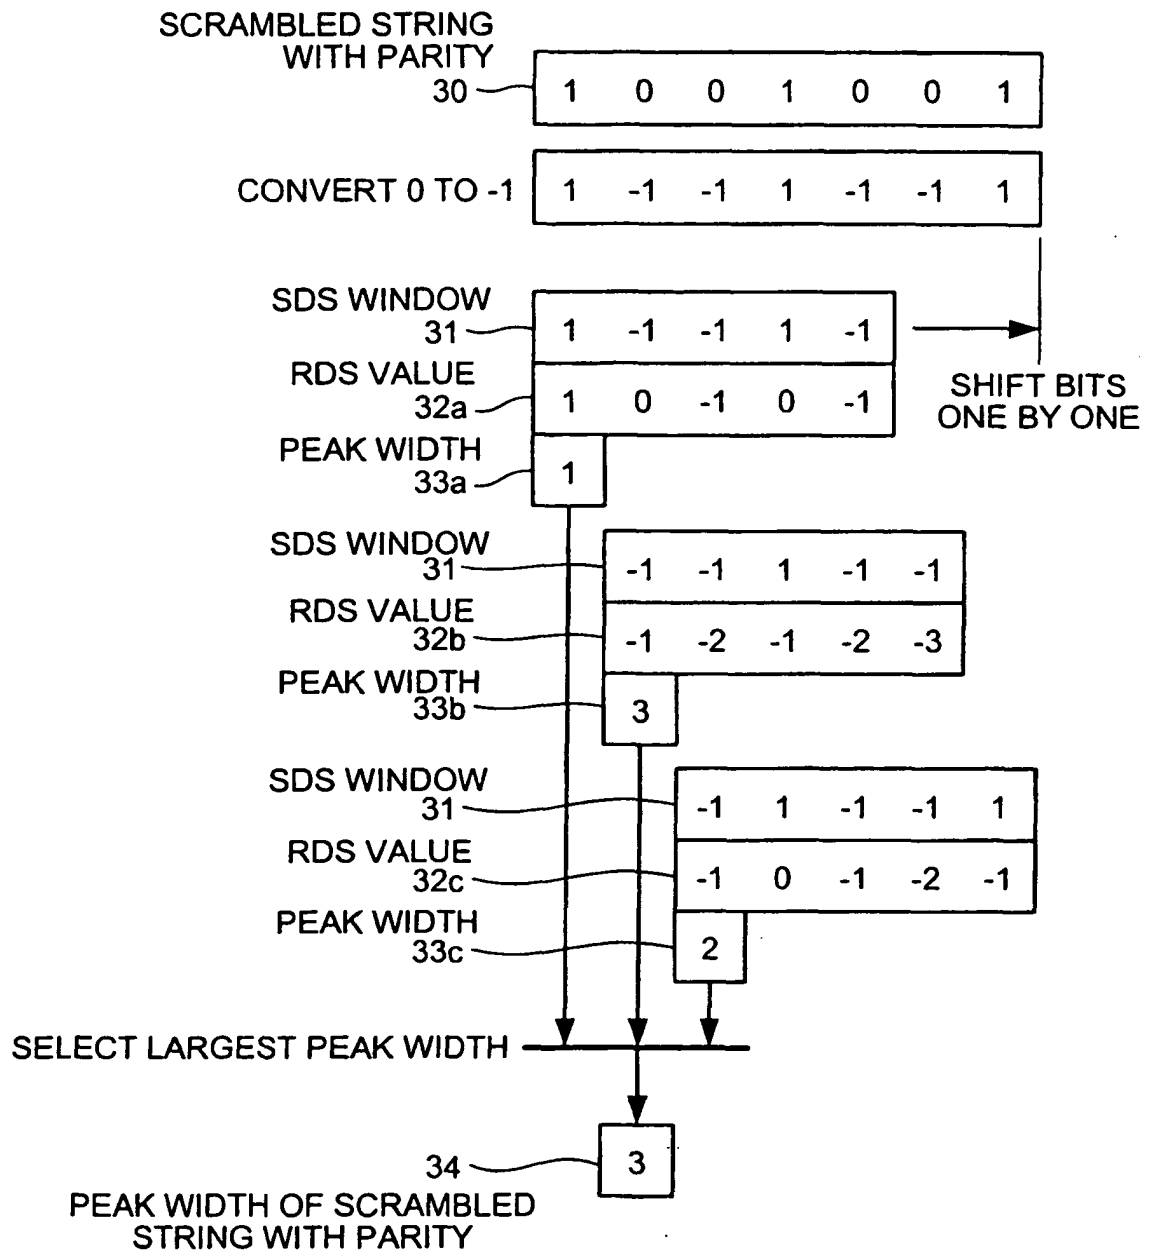 SCRAMBLED STRING
WITH PARITY
30
1 0 0 1 0 0 1
CONVERT 0 TO -1
1 -1 -1 1 -1 -1 1
SDS WINDOW
31
1 -1 -1 1 -1
RDS VALUE
32a
1 0 -1 0 -1
SHIFT BITS
ONE BY ONE
PEAK WIDTH
33a
1
SDS WINDOW
31
-1 -1 1 -1 -1
RDS VALUE
32b
-1 -2 -1 -2 -3
PEAK WIDTH
33b
3
SDS WINDOW
31
-1 1 -1 -1 1
RDS VALUE
32c
-1 0 -1 -2 -1
PEAK WIDTH
33c
2
SELECT LARGEST PEAK WIDTH
34
3
PEAK WIDTH OF SCRAMBLED
STRING WITH PARITY